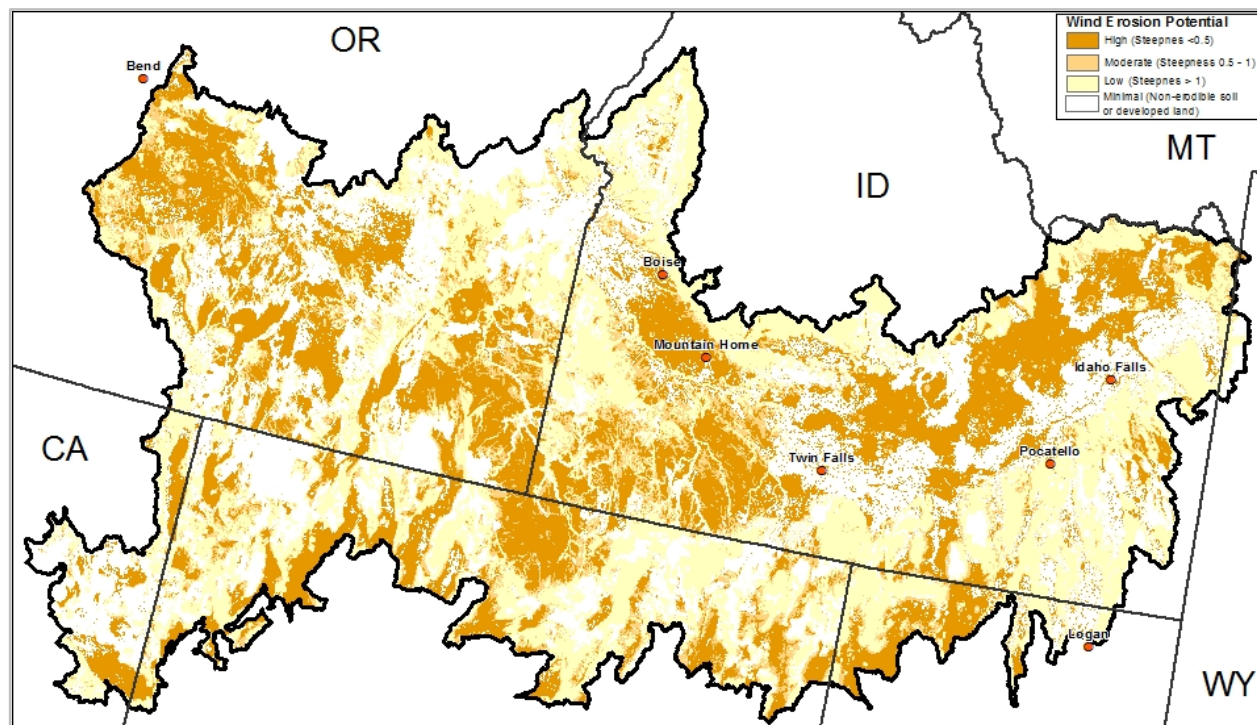 OR
Wind Erosion Potential
High (Steepnes <0.5)
Moderate (Steepness 0.5 - 1)
Low (Steepnes > 1)
Minimal (Non-erodible soil
or developed land)
Bend
MT
ID
Boise
Mountain Home
Idaho Falls
CA
Twin Falls
Pocatello
Logan
WY